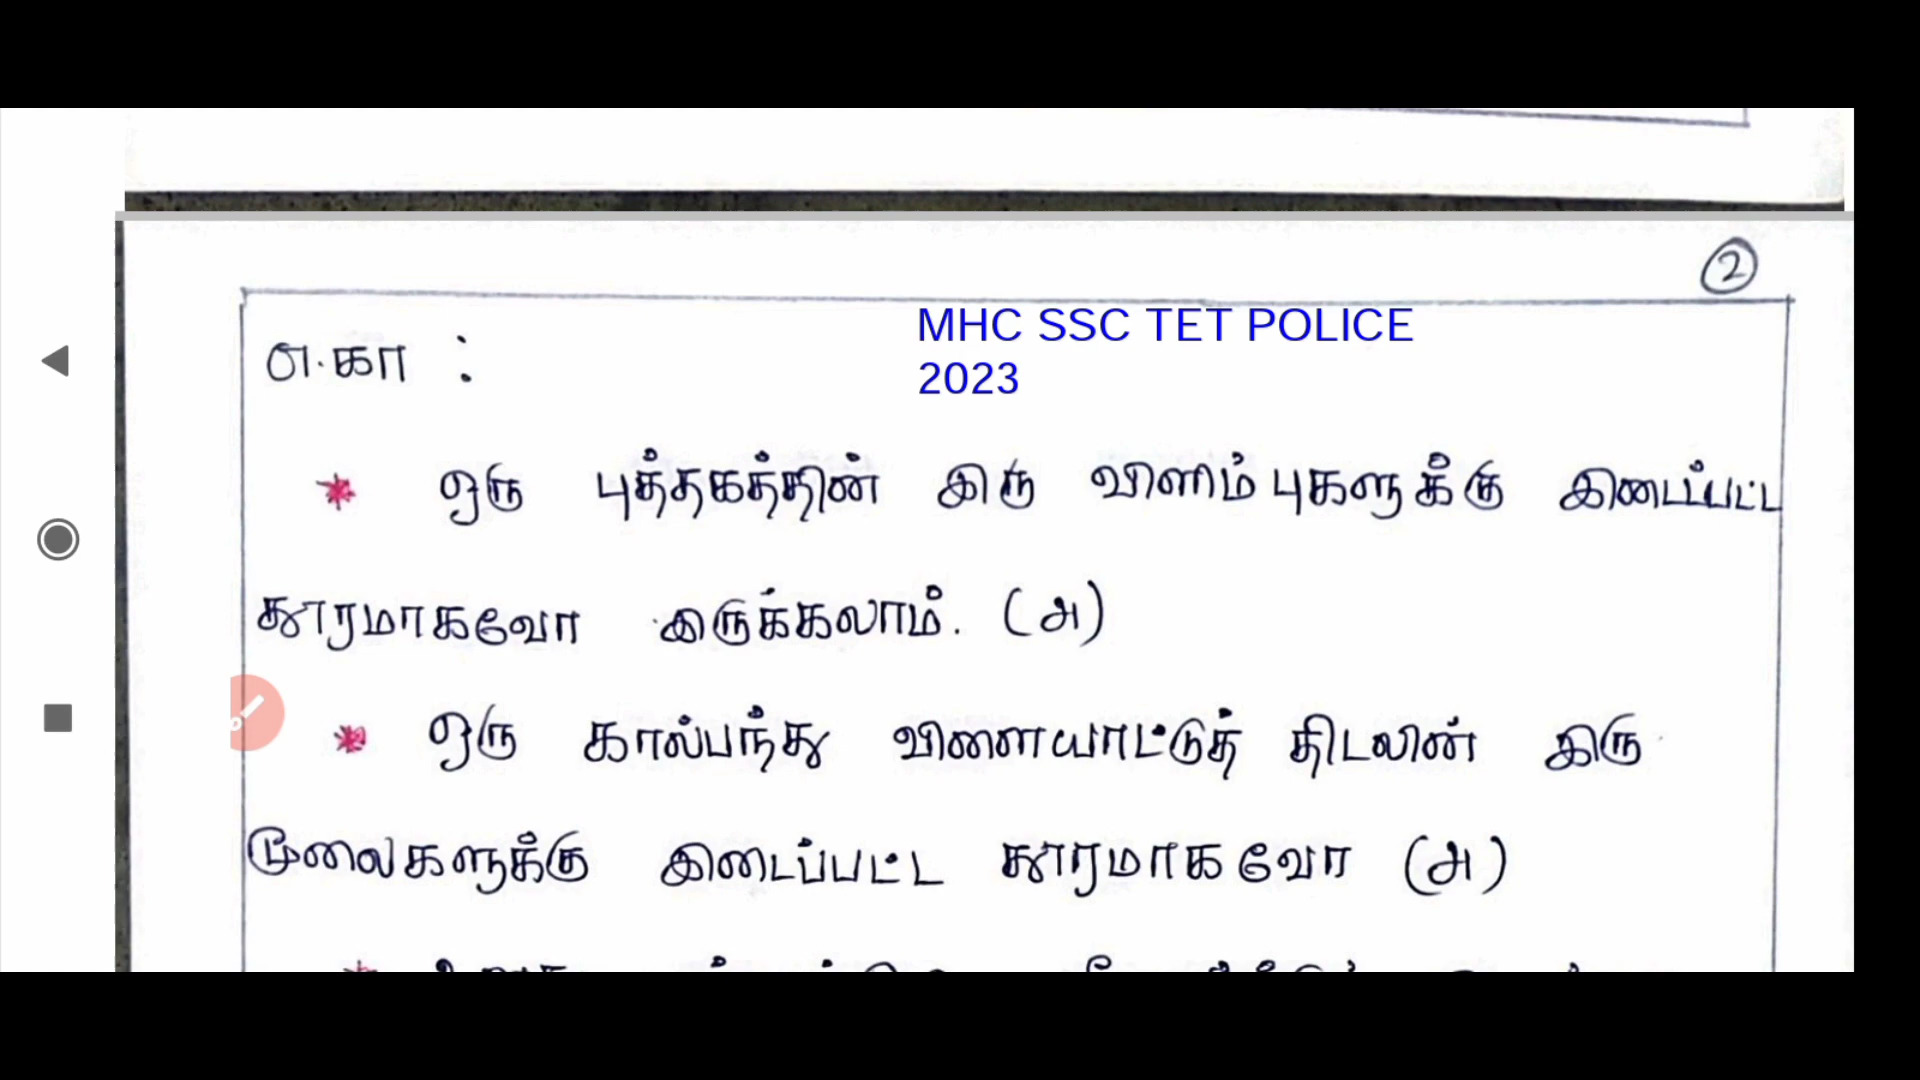 ②
MHC SSC TET POLICE
2023
எ.கா :
* ஒரு புத்தகத்தின் இரு விளிம்புகளுக்கு இடைப்பட்ட
தூரமாகவோ இருக்கலாம். (அ)
* ஒரு கால்பந்து விளையாட்டுத் திடலின் இரு
மூலைகளுக்கு இடைப்பட்ட தூரமாகவோ (அ)